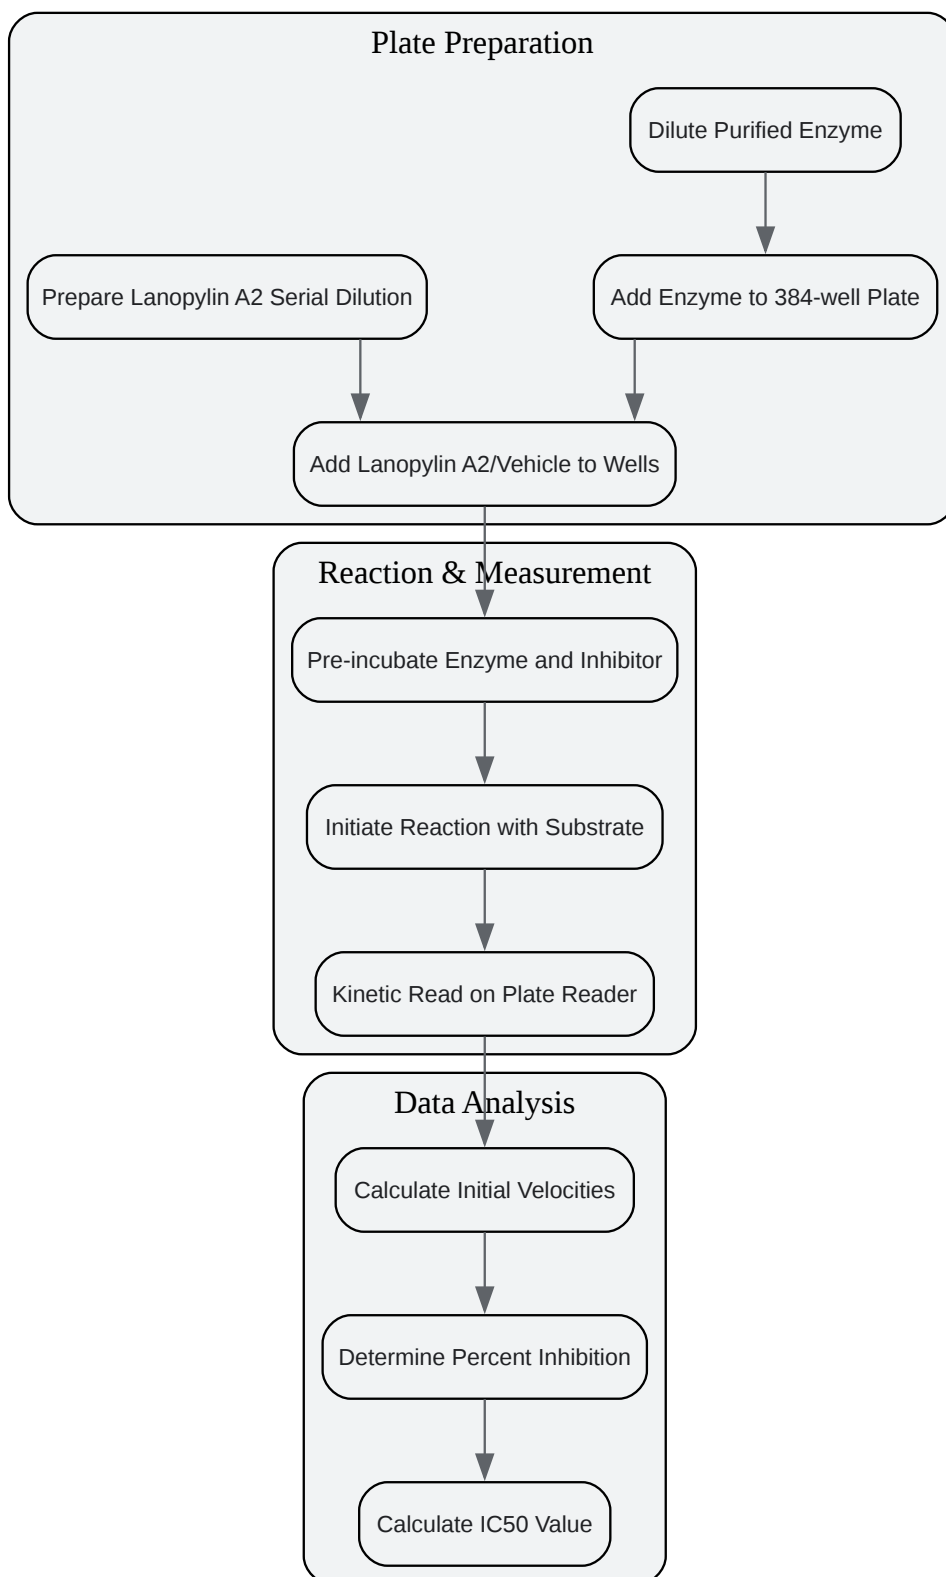 Plate Preparation
Dilute Purified Enzyme
Prepare Lanopylin A2 Serial Dilution
Add Enzyme to 384-well Plate
Add Lanopylin A2/Vehicle to Wells
Reaction & Measurement
Pre-incubate Enzyme and Inhibitor
Initiate Reaction with Substrate
Kinetic Read on Plate Reader
Data Analysis
Calculate Initial Velocities
Determine Percent Inhibition
Calculate IC50 Value